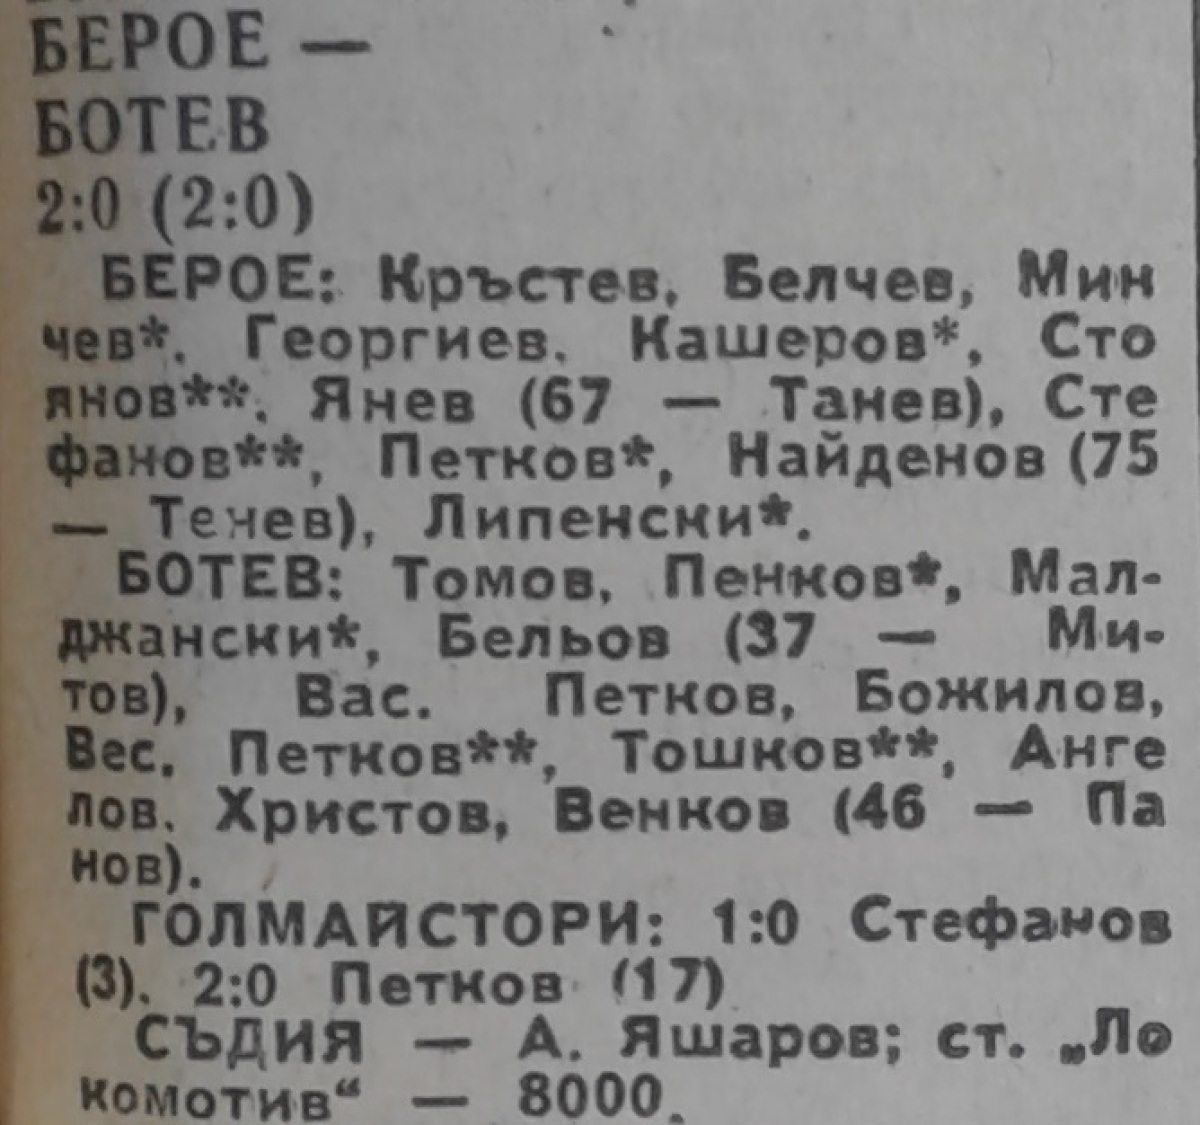 БЕРОЕ —
БОТЕВ
2:0 (2:0)
БЕРОЕ: Кръстев, Белчев, Мин
чев*, Георгиев, Кашеров*, Сто
янов**, Янев (67 — Танев), Сте
фанов**, Петков*, Найденов (75
— Тенев), Липенски*.
БОТЕВ: Томов, Пенков*, Мал-
джански*, Бельов (37 — Ми-
тов), Вас. Петков, Божилов,
Вес. Петков**, Тошков**, Анге
лов, Христов, Венков (46 — Па
нов).
ГОЛМАЙСТОРИ: 1:0 Стефанов
(3). 2:0 Петков (17)
СЪДИЯ — А. Яшаров; ст. „Ло
комотив“ — 8000.